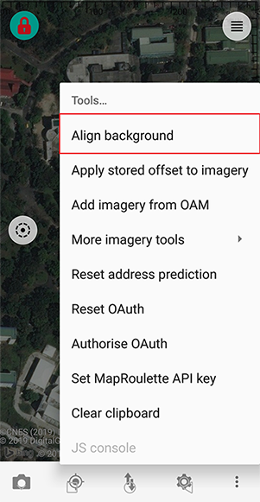 Tools...
Align background
Apply stored offset to imagery
Add imagery from OAM
More imagery tools
Reset address prediction
Reset OAuth
Authorise OAuth
Set MapRoulette API key
Clear clipboard
JS console
©CNES (2019)
© 2019 DigitalG